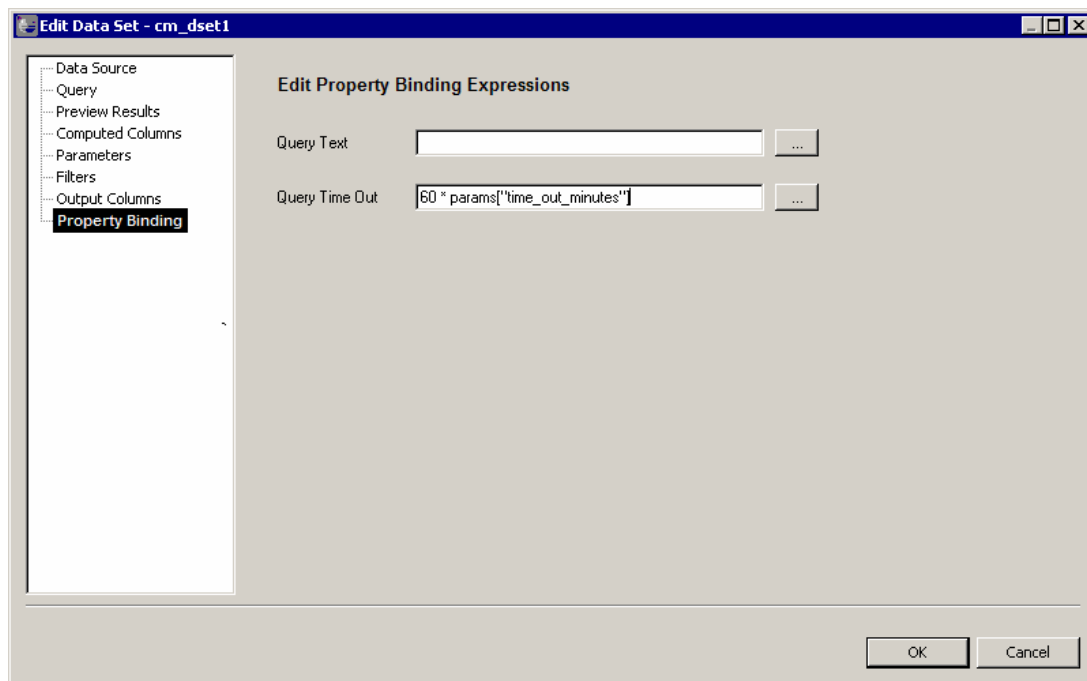 Edit Data Set - cm_dset1
Data Source
Query
Preview Results
Computed Columns
Parameters
Filters
Output Columns
Property Binding
Edit Property Binding Expressions
Query Text
...
Query Time Out
60 * params["time_out_minutes"]
...
OK
Cancel